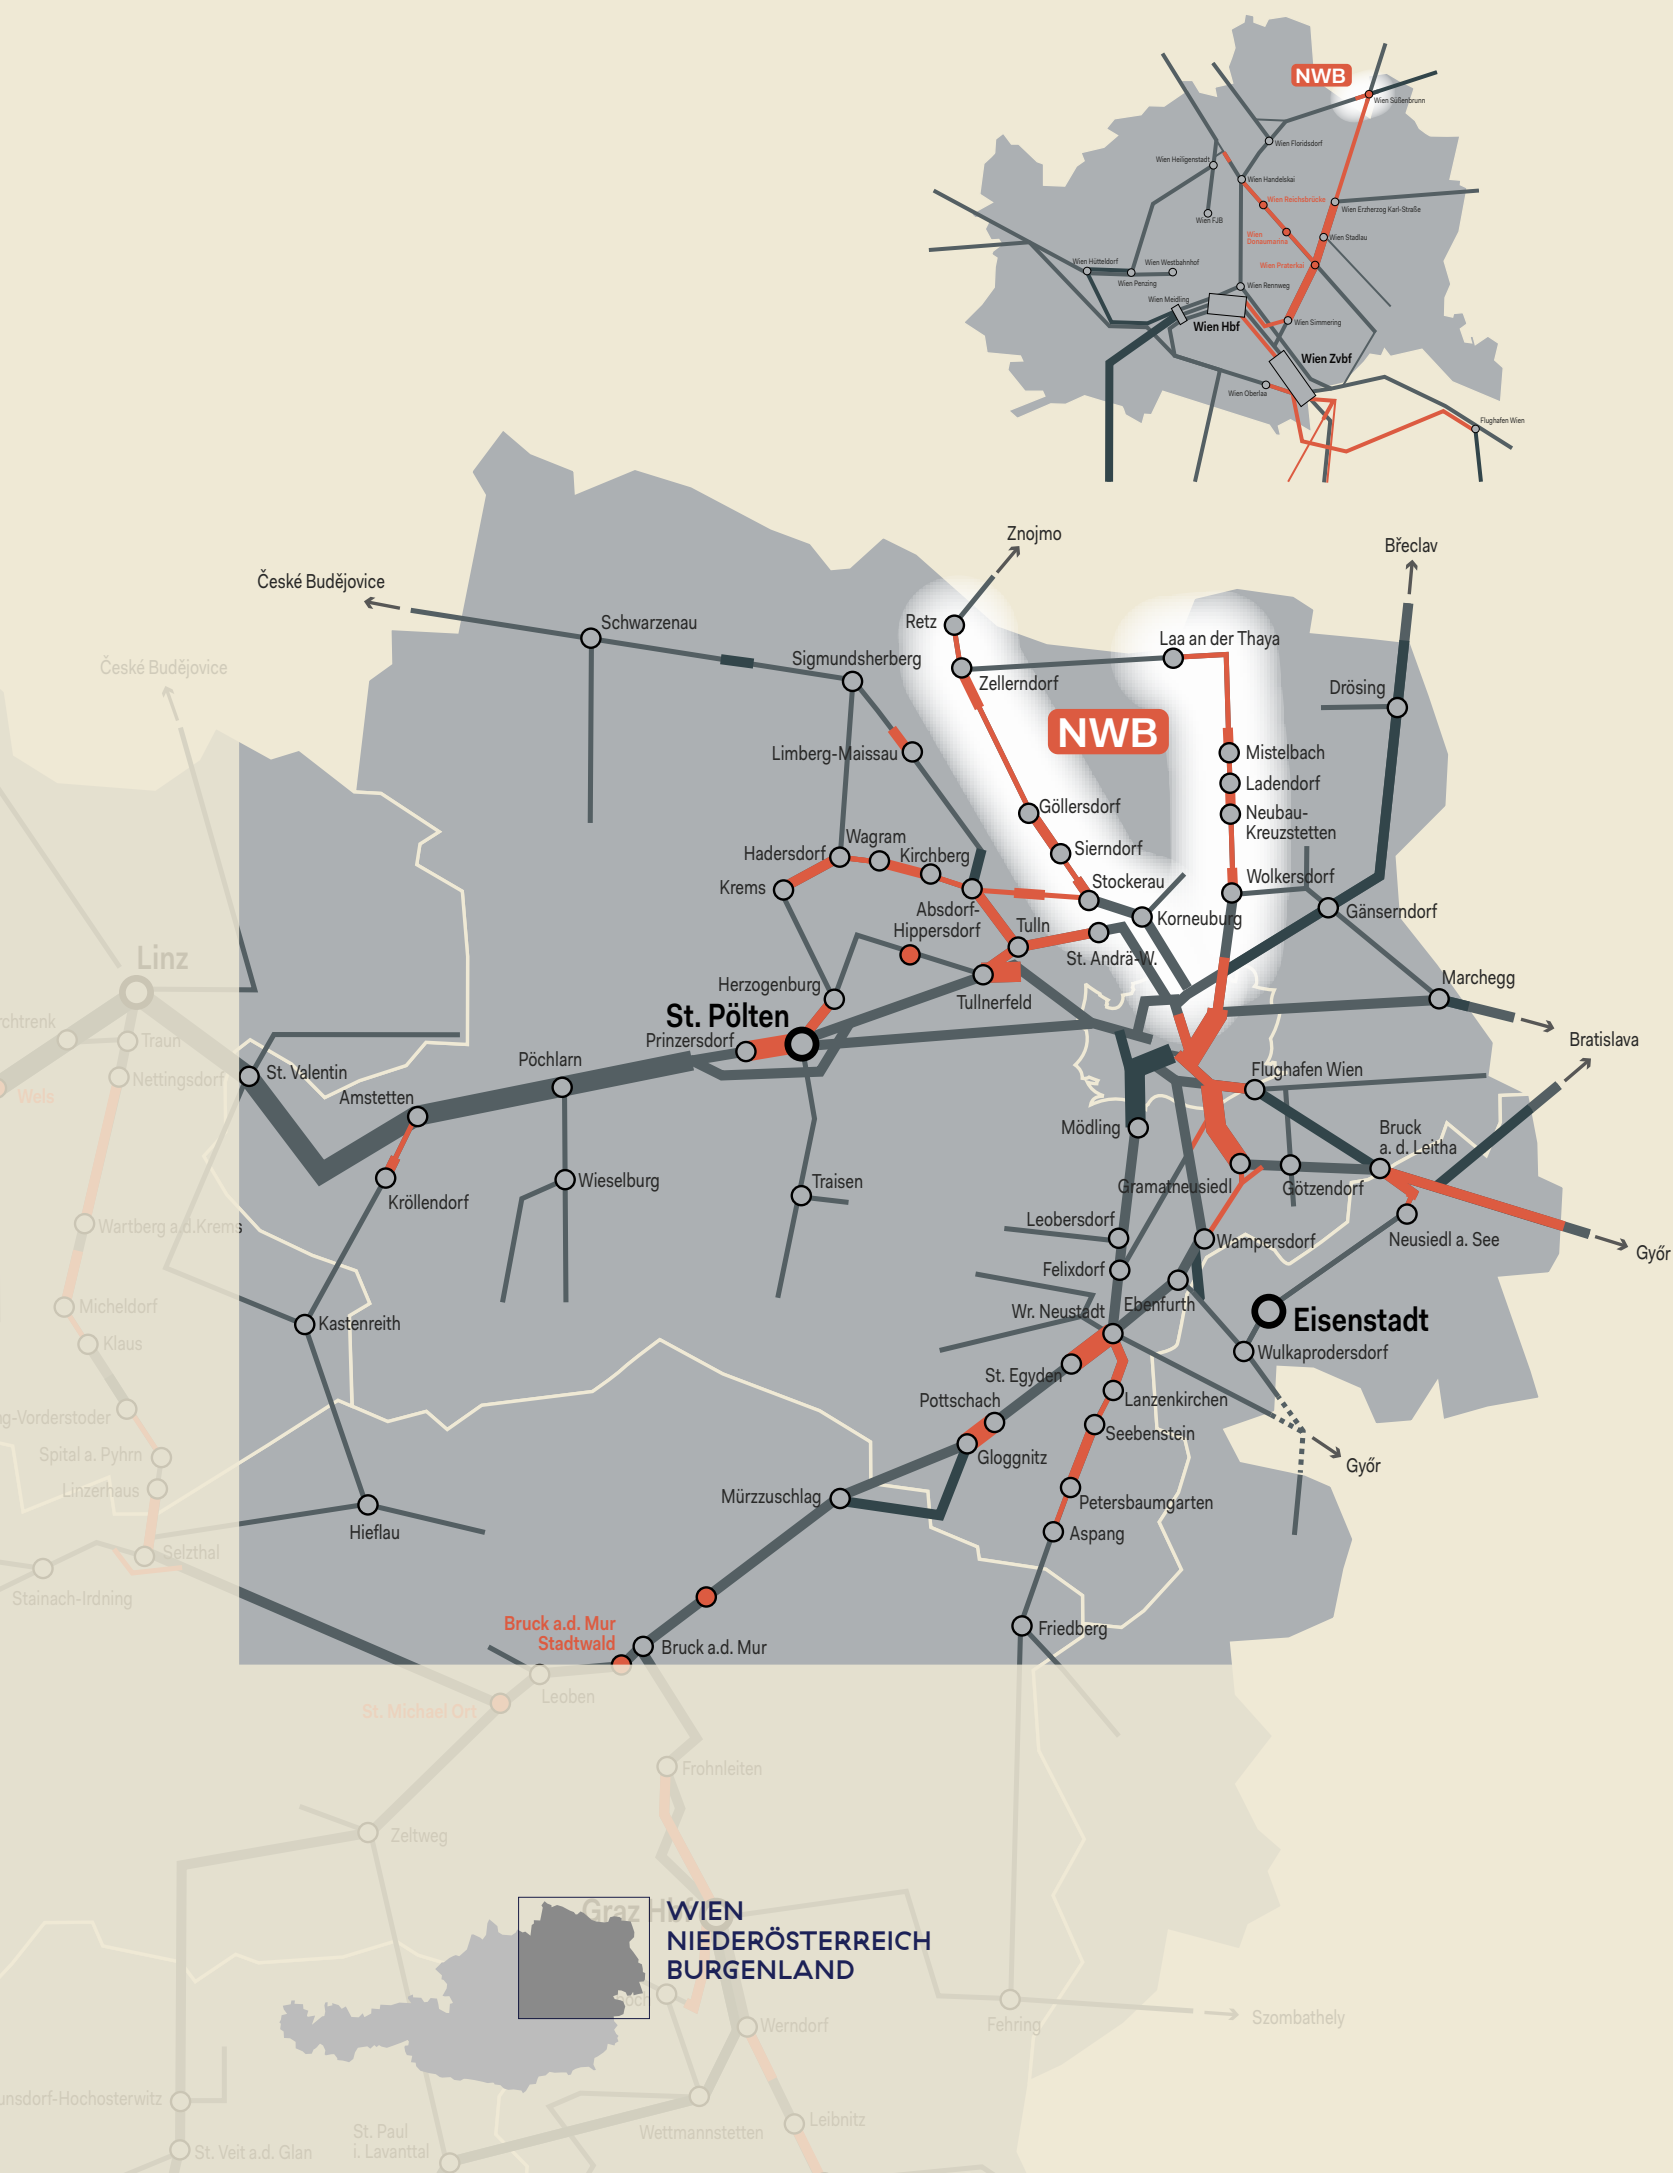 NWB
Wien Süßenbrunn
Wien Floridsdorf
Wien Heiligenstadt
Wien Handelskai
Wien Reichsbrücke
Wien Erzherzog Karl-Straße
Wien FJB
Wien
Donaumarina
Wien Stadlau
Wien Hütteldorf
Wien Westbahnhof
Wien Praterkai
Wien Penzing
Wien Rennweg
Wien Meidling
Wien Hbf
Wien Simmering
Wien Zvbf
Wien Oberlaa
Flughafen Wien
Znojmo
Břeclav
České Budějovice
Schwarzenau
Retz
Laa an der Thaya
Sigmundsherberg
České Budějovice
Zellerndorf
Drösing
NWB
Limberg-Maissau
Mistelbach
Ladendorf
Göllersdorf
Neubau-
Kreuzstetten
Wagram
Hadersdorf
Kirchberg
Sierndorf
Krems
Stockerau
Wolkersdorf
Absdorf-
Hippersdorf
Tulln
Korneuburg
Gänserndorf
Linz
St. Andrä-W.
Herzogenburg
Tullnerfeld
Marchegg
St. Pölten
Prinzersdorf
rchtrenk
Traun
Bratislava
Pöchlarn
St. Valentin
Nettingsdorf
Flughafen Wien
Wels
Amstetten
Mödling
Bruck
a. d. Leitha
Wieselburg
Traisen
Gramatneusiedl
Götzendorf
Kröllendorf
Wartberg a.d.Krems
Leobersdorf
Wampersdorf
Neusiedl a. See
Győr
Felixdorf
Micheldorf
Wr. Neustadt
Ebenfurth
Eisenstadt
Kastenreith
Klaus
Wulkaprodersdorf
St. Egyden
Pottschach
Lanzenkirchen
g-Vorderstoder
Seebenstein
Spital a. Pyhrn
Gloggnitz
Győr
Linzerhaus
Mürzzuschlag
Petersbaumgarten
Hieflau
Aspang
Selzthal
Stainach-Irdning
Bruck a.d. Mur
Stadtwald
Bruck a.d. Mur
Friedberg
Leoben
St. Michael Ort
Frohnleiten
Zeltweg
Graz Hbf
WIEN
NIEDERÖSTERREICH
BURGENLAND
Szombathely
Fehring
Werndorf
unsdorf-Hochosterwitz
Leibnitz
Wettmannstetten
St. Paul
i. Lavanttal
St. Veit a.d. Glan